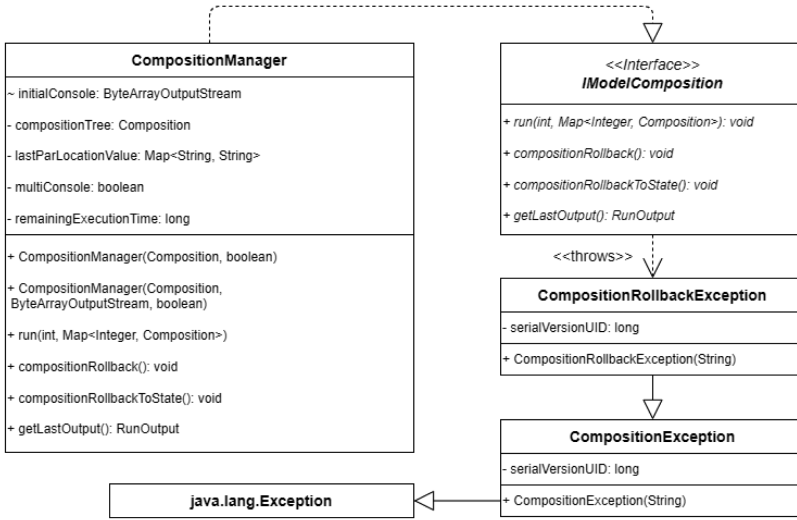 CompositionManager
~ initialConsole: ByteArrayOutputStream
- compositionTree: Composition
- lastParLocationValue: Map<String, String>
- multiConsole: boolean
- remainingExecutionTime: long
+ CompositionManager(Composition, boolean)
+ CompositionManager(Composition,
ByteArrayOutputStream, boolean)
+ run(int, Map<Integer, Composition>)
+ compositionRollback(): void
+ compositionRollbackToState(): void
+ getLastOutput(): RunOutput
<<Interface>>
IModelComposition
+ run(int, Map<Integer, Composition>): void
+ compositionRollback(): void
+ compositionRollbackToState(): void
+ getLastOutput(): RunOutput
<<throws>>
CompositionRollbackException
- serialVersionUID: long
+ CompositionRollbackException(String)
CompositionException
- serialVersionUID: long
+ CompositionException(String)
java.lang.Exception